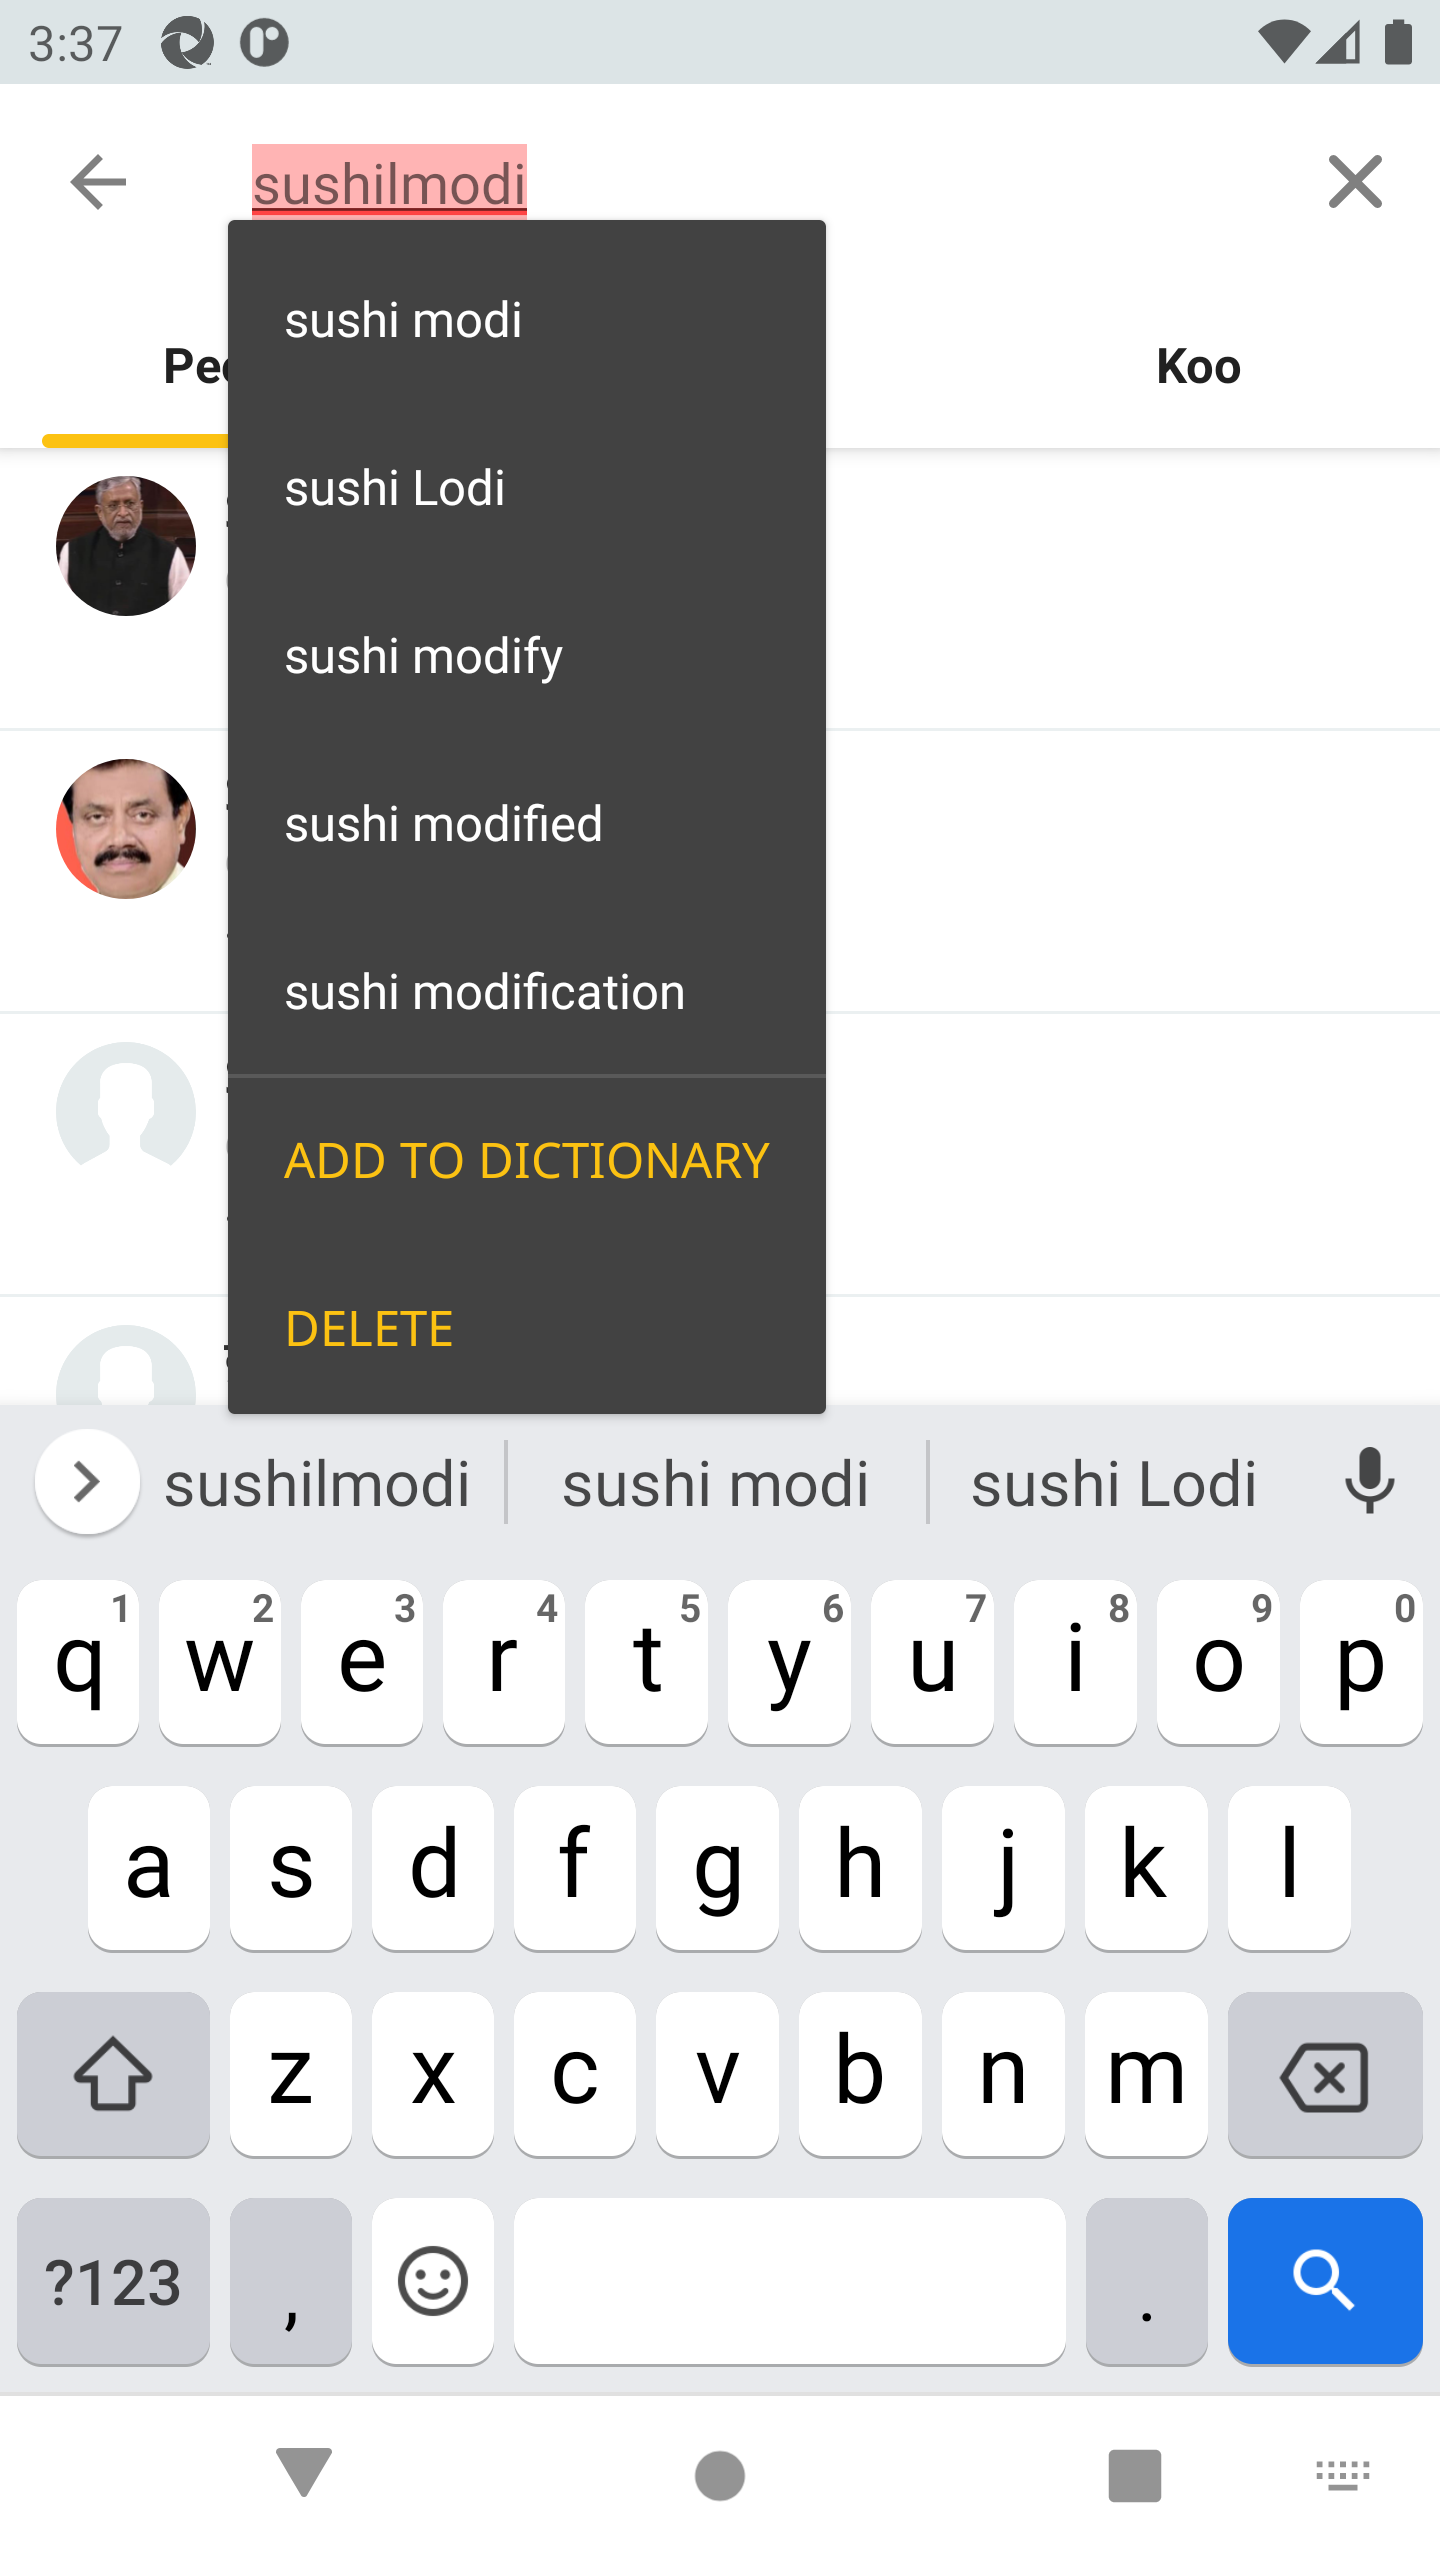 3:37
sushilmodi
sushi modi
Koo
sushi Lodi
sushi modify
sushi modified
sushi modification
ADD TO DICTIONARY
DELETE
sushilmodi sushi modi sushi Lodi
q 1 w 2 e 3 r 4 t 5 y 6 u 7 i 8 o 9 p 0
a s d f g h j k l
z x c v b n m
?123 , .